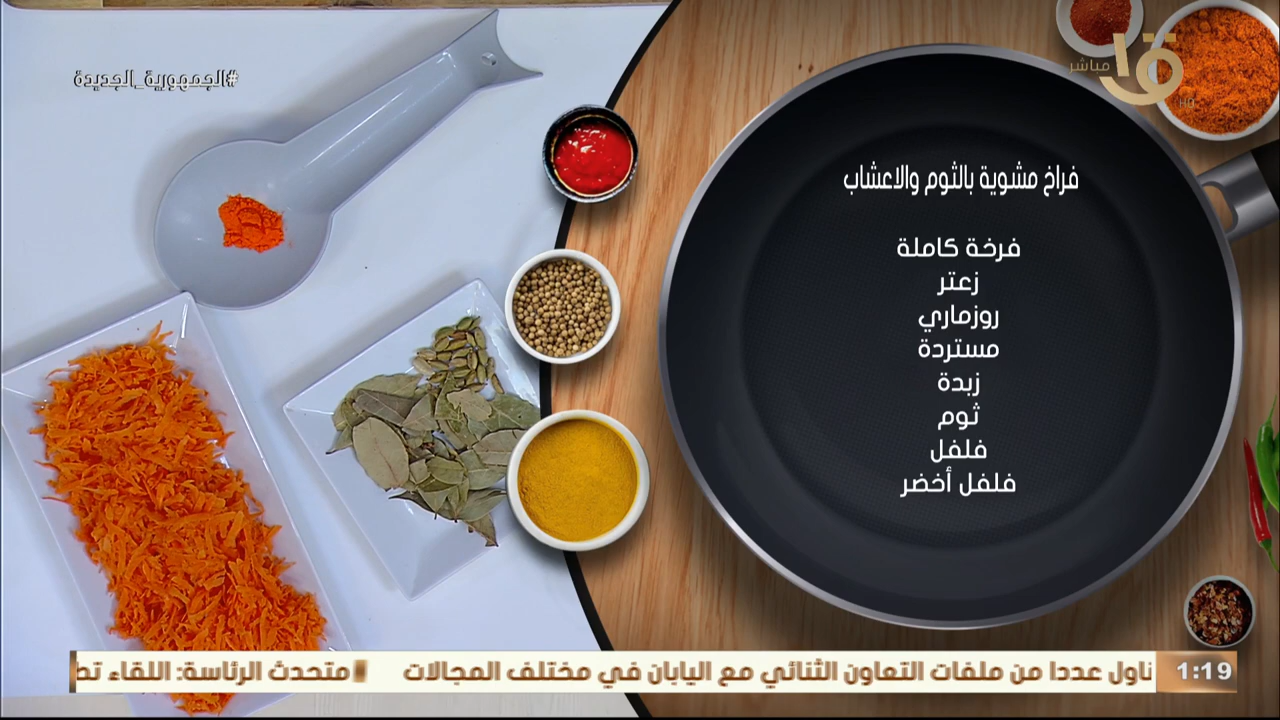 #الجمهورية_الجديدة
مباشر
HD
فراخ مشوية بالثوم والاعشاب
فرخة كاملة
زعتر
روزماري
مستردة
زبدة
ثوم
فلفل
فلفل أخضر
1:19
ناول عددا من ملفات التعاون الثنائي مع اليابان في مختلف المجالات
متحدث الرئاسة: اللقاء تط